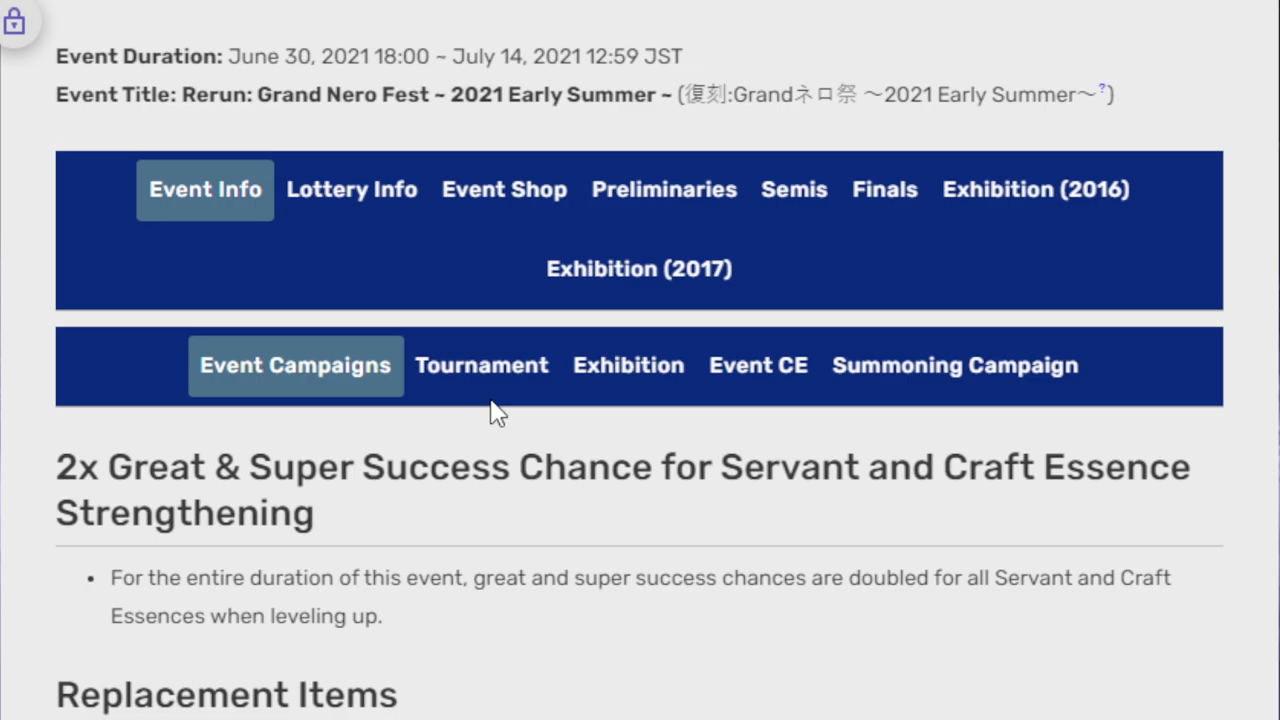 Event Duration: June 30, 2021 18:00 ~ July 14, 2021 12:59 JST
Event Title: Rerun: Grand Nero Fest ~ 2021 Early Summer ~ (復刻:Grandネロ祭 ～2021 Early Summer～?)
Event Info Lottery Info Event Shop Preliminaries Semis Finals Exhibition (2016)
Exhibition (2017)
Event Campaigns Tournament Exhibition Event CE Summoning Campaign
2x Great & Super Success Chance for Servant and Craft Essence
Strengthening
• For the entire duration of this event, great and super success chances are doubled for all Servant and Craft
Essences when leveling up.
Replacement Items